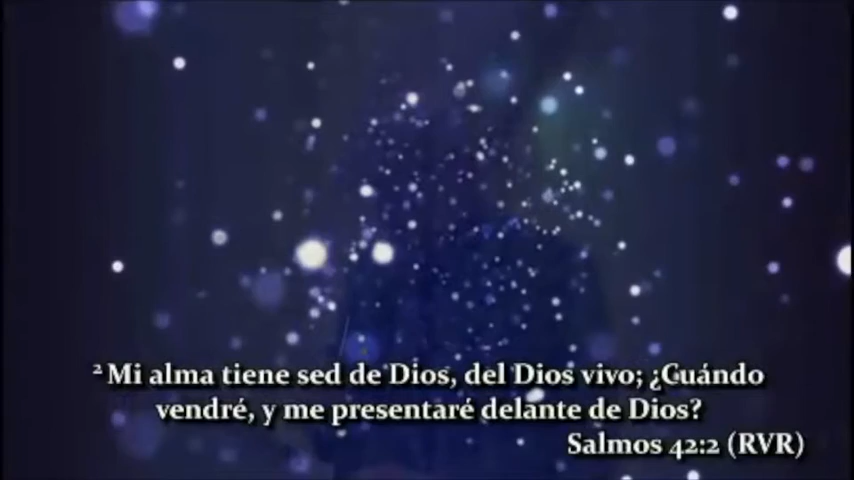 ² Mi alma tiene sed de Dios, del Dios vivo; ¿Cuándo
vendré, y me presentaré delante de Dios?
Salmos 42:2 (RVR)